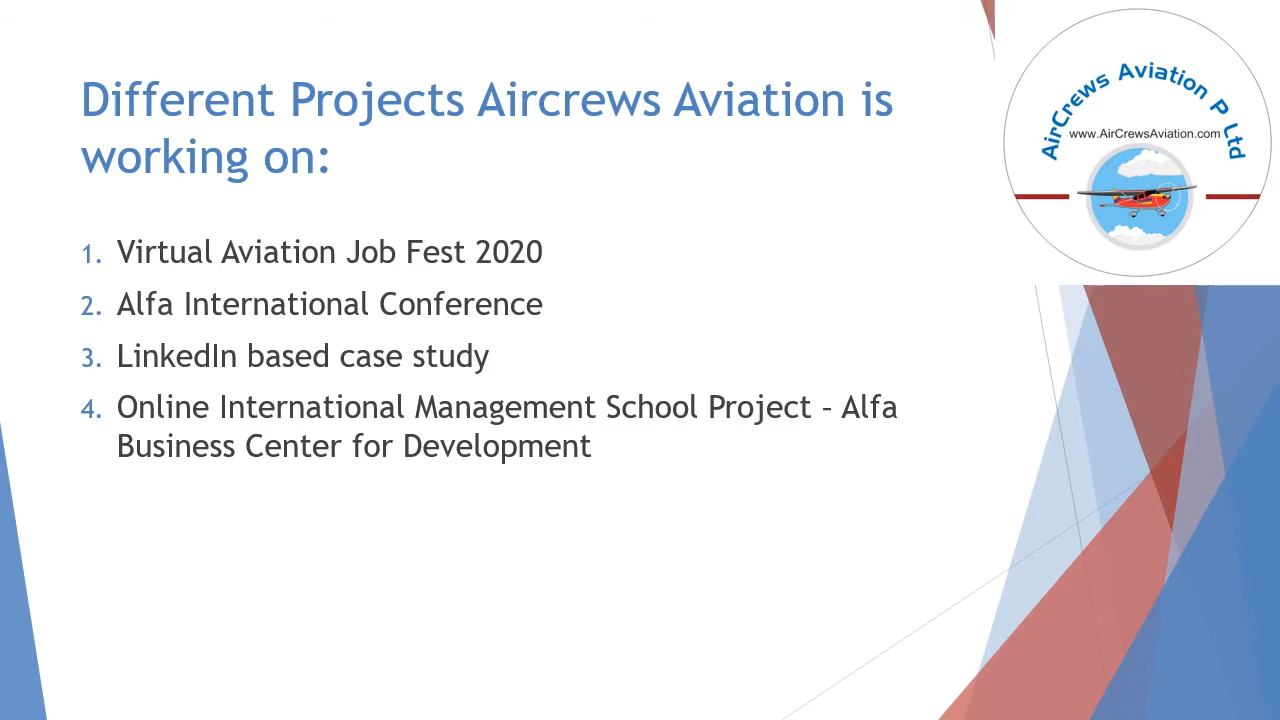 Different Projects Aircrews Aviation is
working on:
AirCrews Aviation P Ltd
www.AirCrewsAviation.com
1. Virtual Aviation Job Fest 2020
2. Alfa International Conference
3. LinkedIn based case study
4. Online International Management School Project – Alfa
Business Center for Development